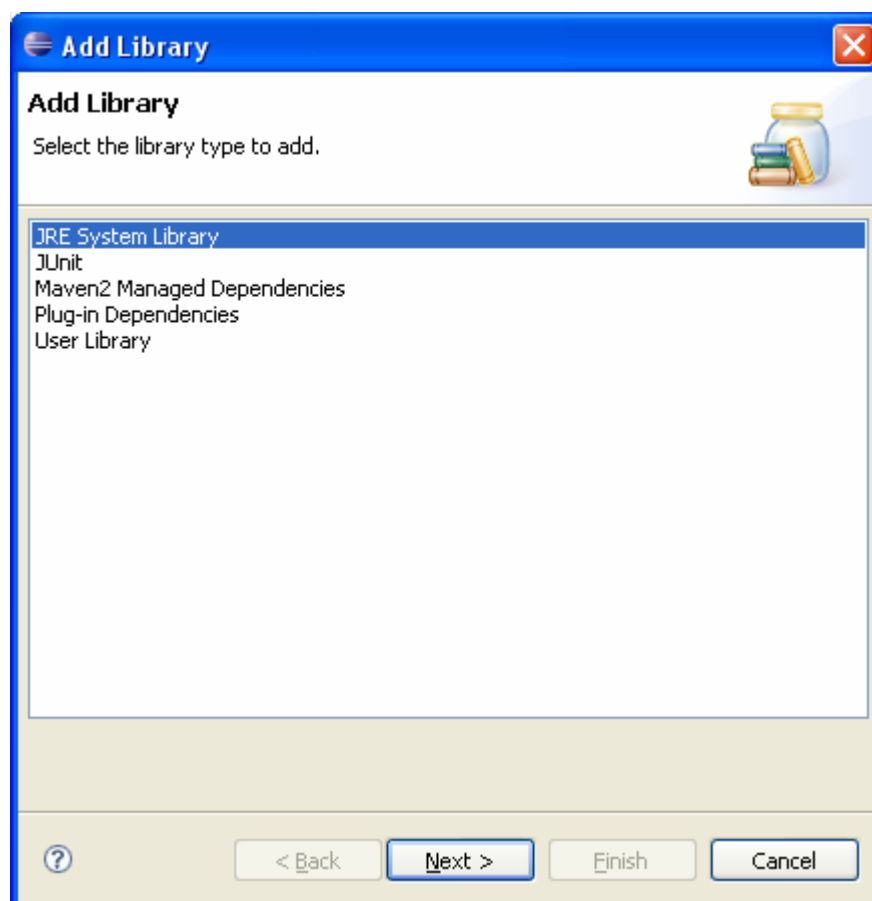 Add Library
Add Library
Select the library type to add.
JRE System Library
JUnit
Maven2 Managed Dependencies
Plug-in Dependencies
User Library
? < Back Next > Finish Cancel